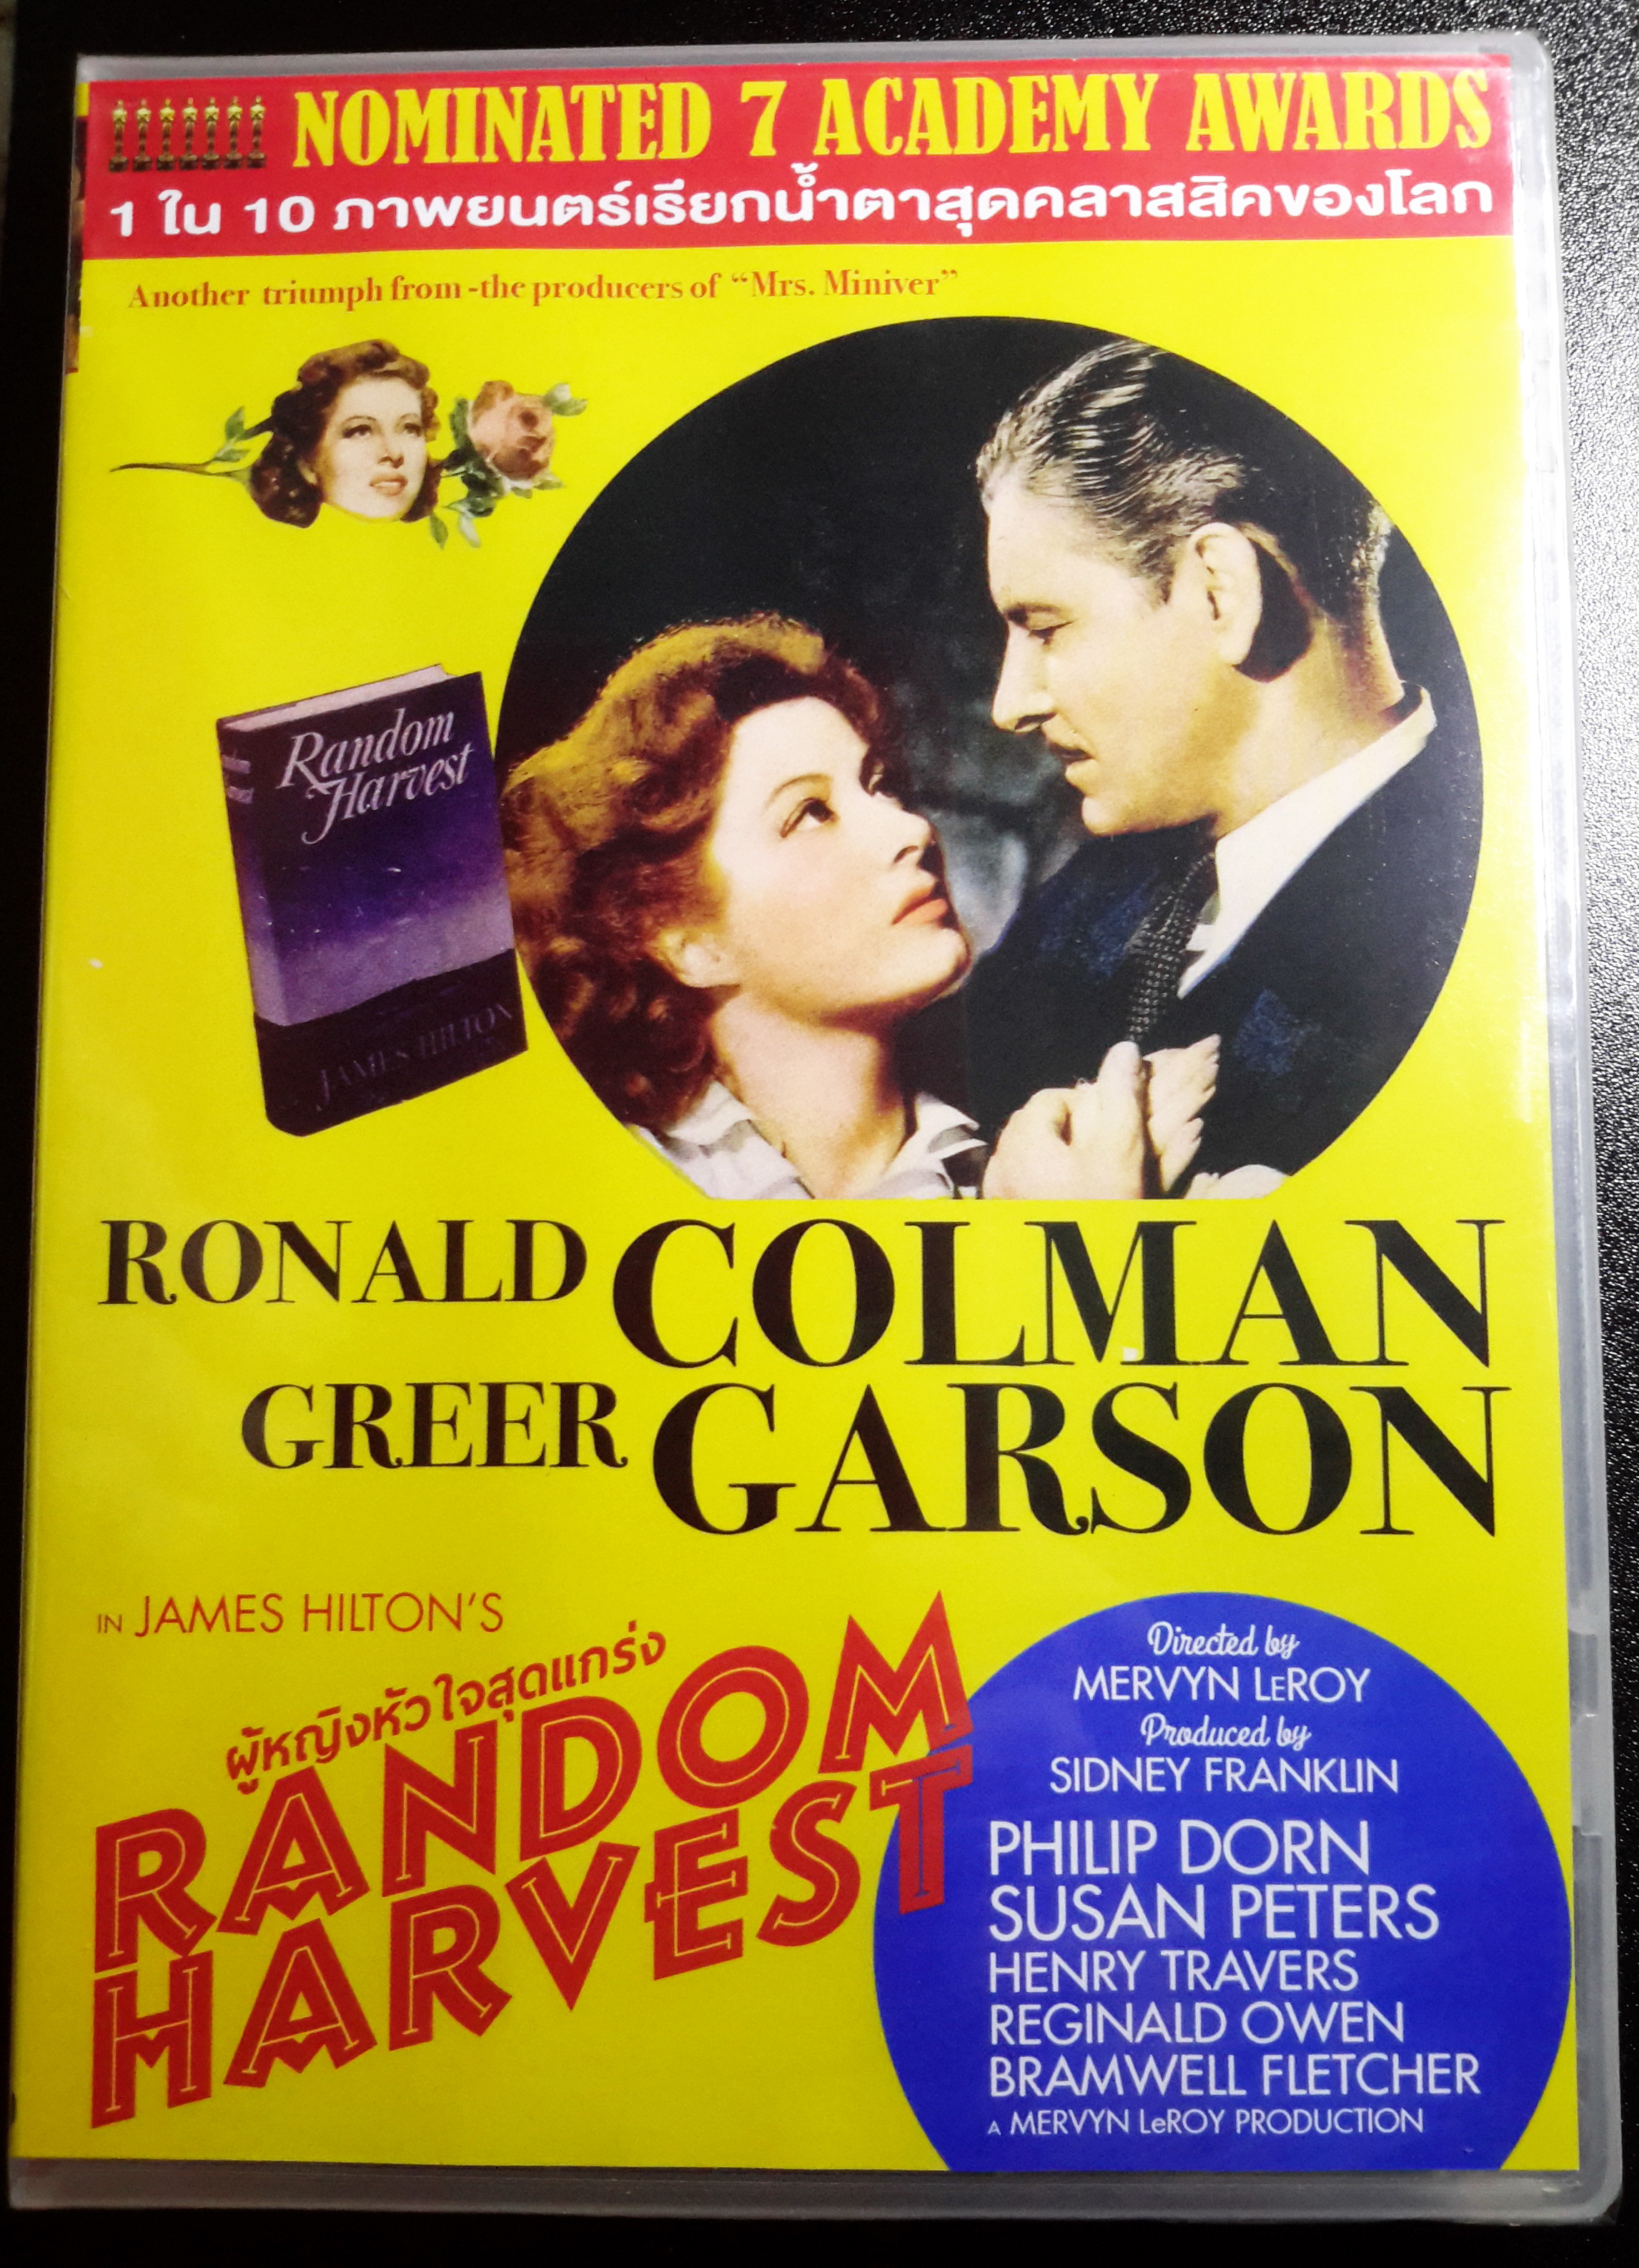 NOMINATED 7 ACADEMY AWARDS
1 ใน 10 ภาพยนตร์เรียกน้ำตาสุดคลาสสิคของโลก
Another triumph from -the producers of “Mrs. Miniver”
Random
Harvest
JAMES HILTON
RONALD COLMAN
GREER GARSON
IN JAMES HILTON'S
ผู้หญิงหัวใจสุดแกร่ง
RANDOM
HARVEST
Directed by
MERVYN LeROY
Produced by
SIDNEY FRANKLIN
PHILIP DORN
SUSAN PETERS
HENRY TRAVERS
REGINALD OWEN
BRAMWELL FLETCHER
A MERVYN LeROY PRODUCTION